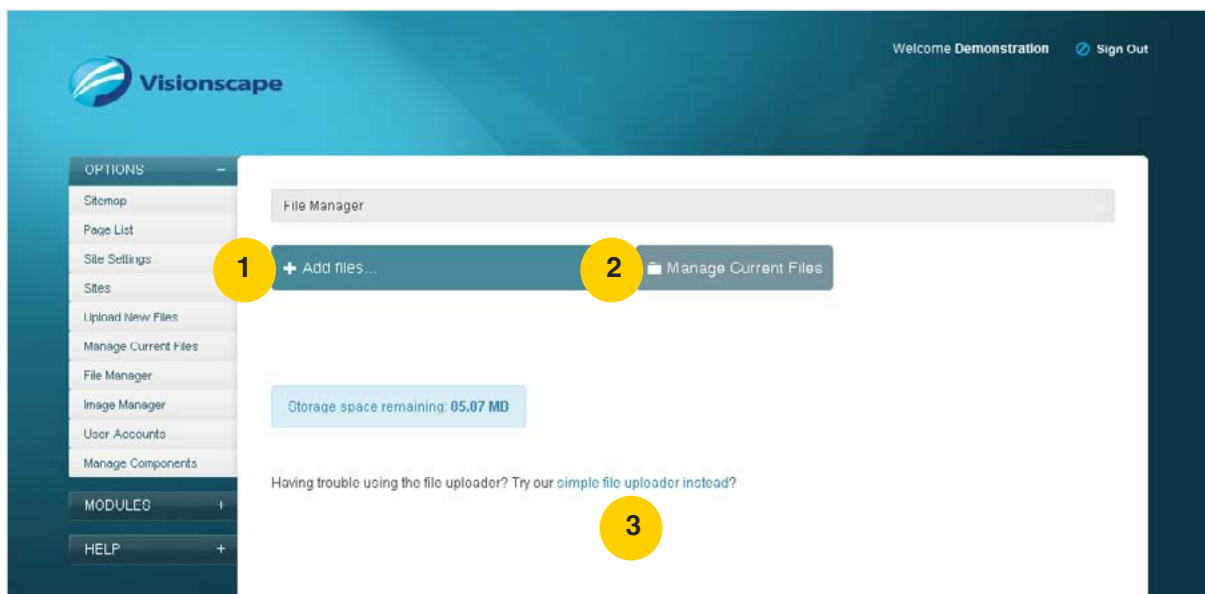 Welcome Demonstration Sign Out
Visionscape
OPTIONS –
Sitemap
Page List
Site Settings
Sites
Upload New Files
Manage Current Files
File Manager
Image Manager
User Accounts
Manage Components
MODULES +
HELP +
File Manager
1
+ Add files...
2
Manage Current Files
Storage space remaining: 85.07 MB
Having trouble using the file uploader? Try our simple file uploader instead?
3